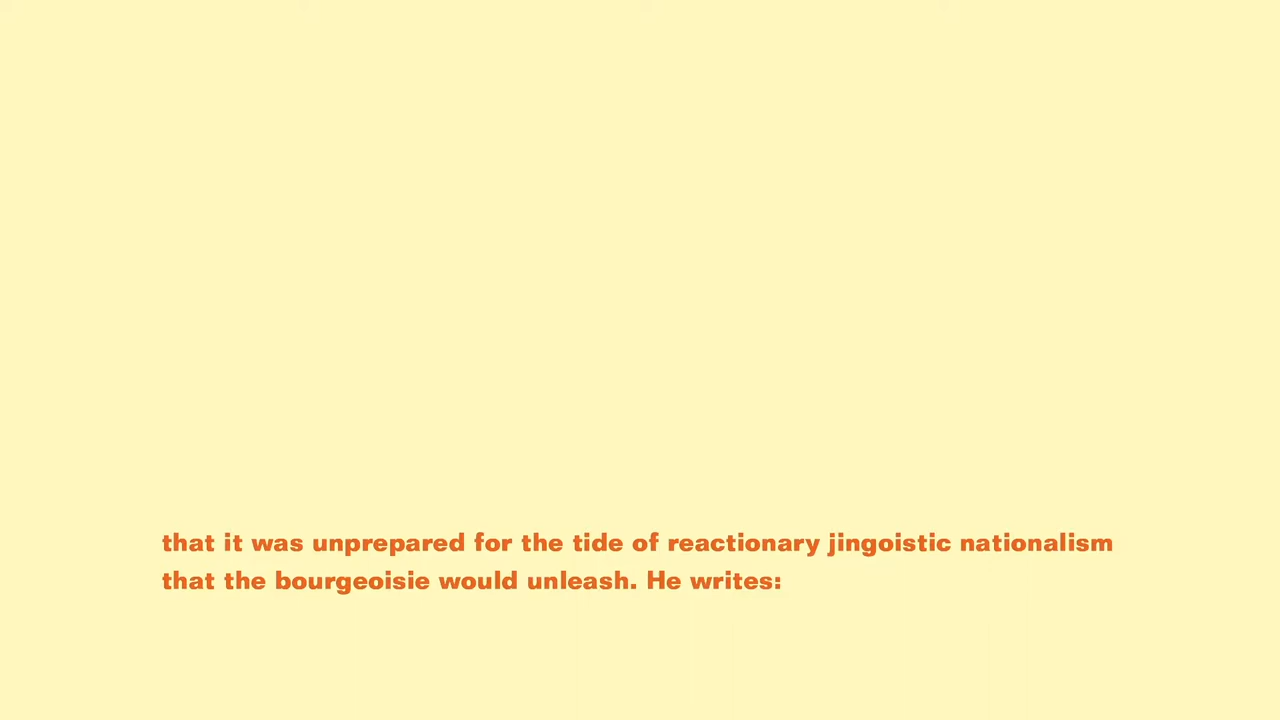 that it was unprepared for the tide of reactionary jingoistic nationalism
that the bourgeoisie would unleash. He writes: